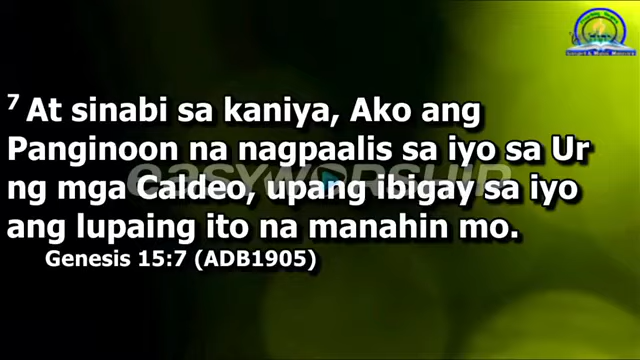 7 At sinabi sa kaniya, Ako ang
Panginoon na nagpaalis sa iyo sa Ur
ng mga Caldeo, upang ibigay sa iyo
ang lupaing ito na manahin mo.
Genesis 15:7 (ADB1905)
easyworship